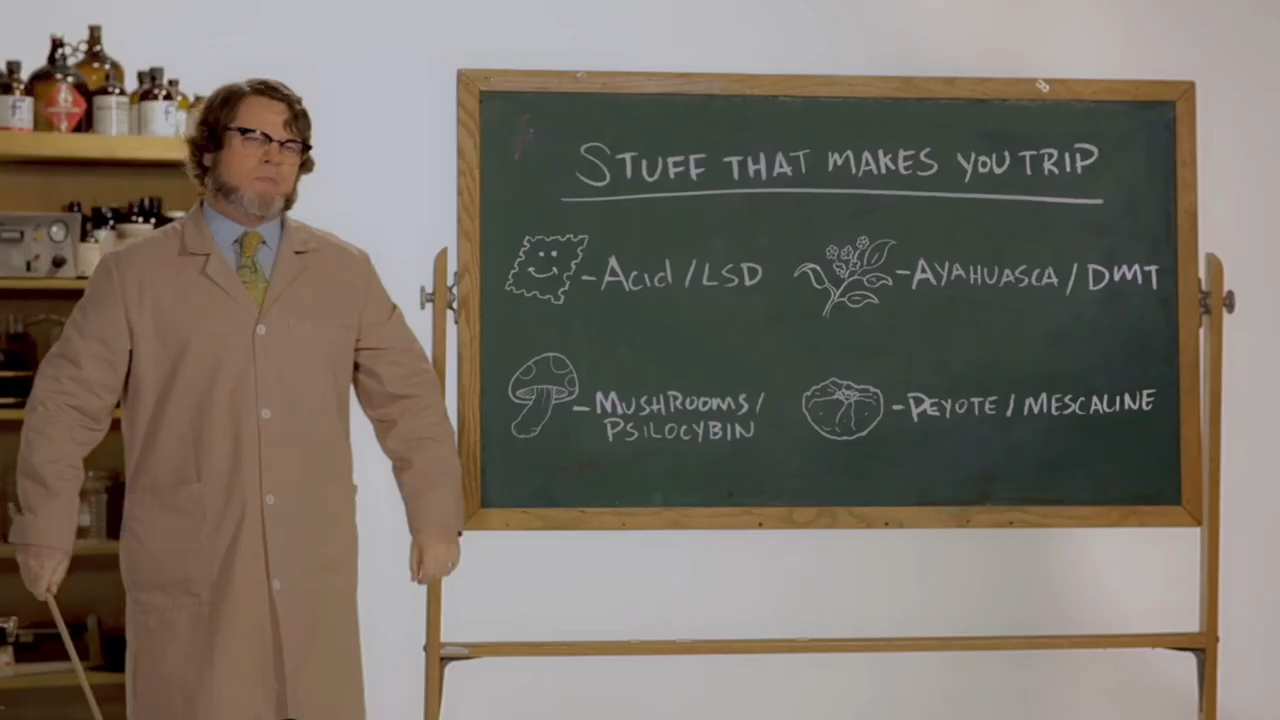 STUFF THAT MAKES YOU TRIP
-Acid/LSD
-AYAHUASCA/DMT
-MUSHROOMS/
PSILOCYBIN
-PEYOTE/MESCALINE